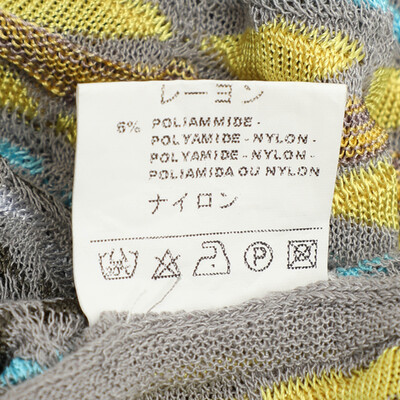 レーヨン
6% POLIAMMIDE -
POLYAMIDE - NYLON -
POLYAMIDE - NYLON -
POLIAMIDA OU NYLON
ナイロン
P